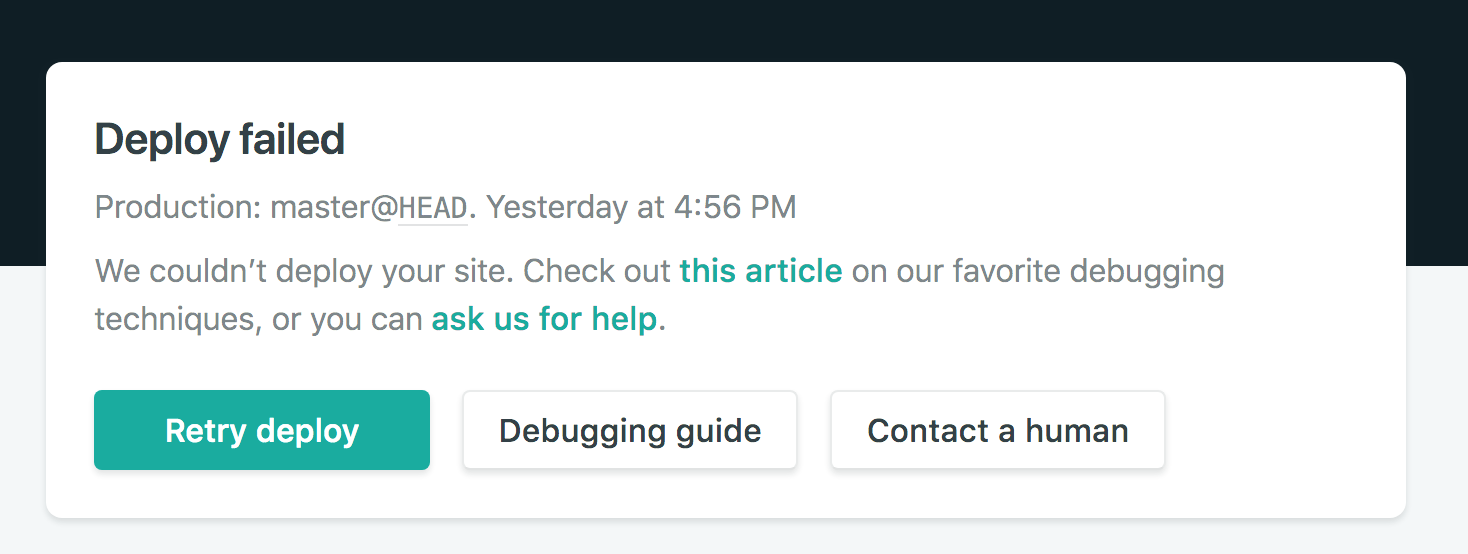 Deploy failed
Production: master@HEAD. Yesterday at 4:56 PM
We couldn’t deploy your site. Check out this article on our favorite debugging
techniques, or you can ask us for help.
Retry deploy
Debugging guide
Contact a human